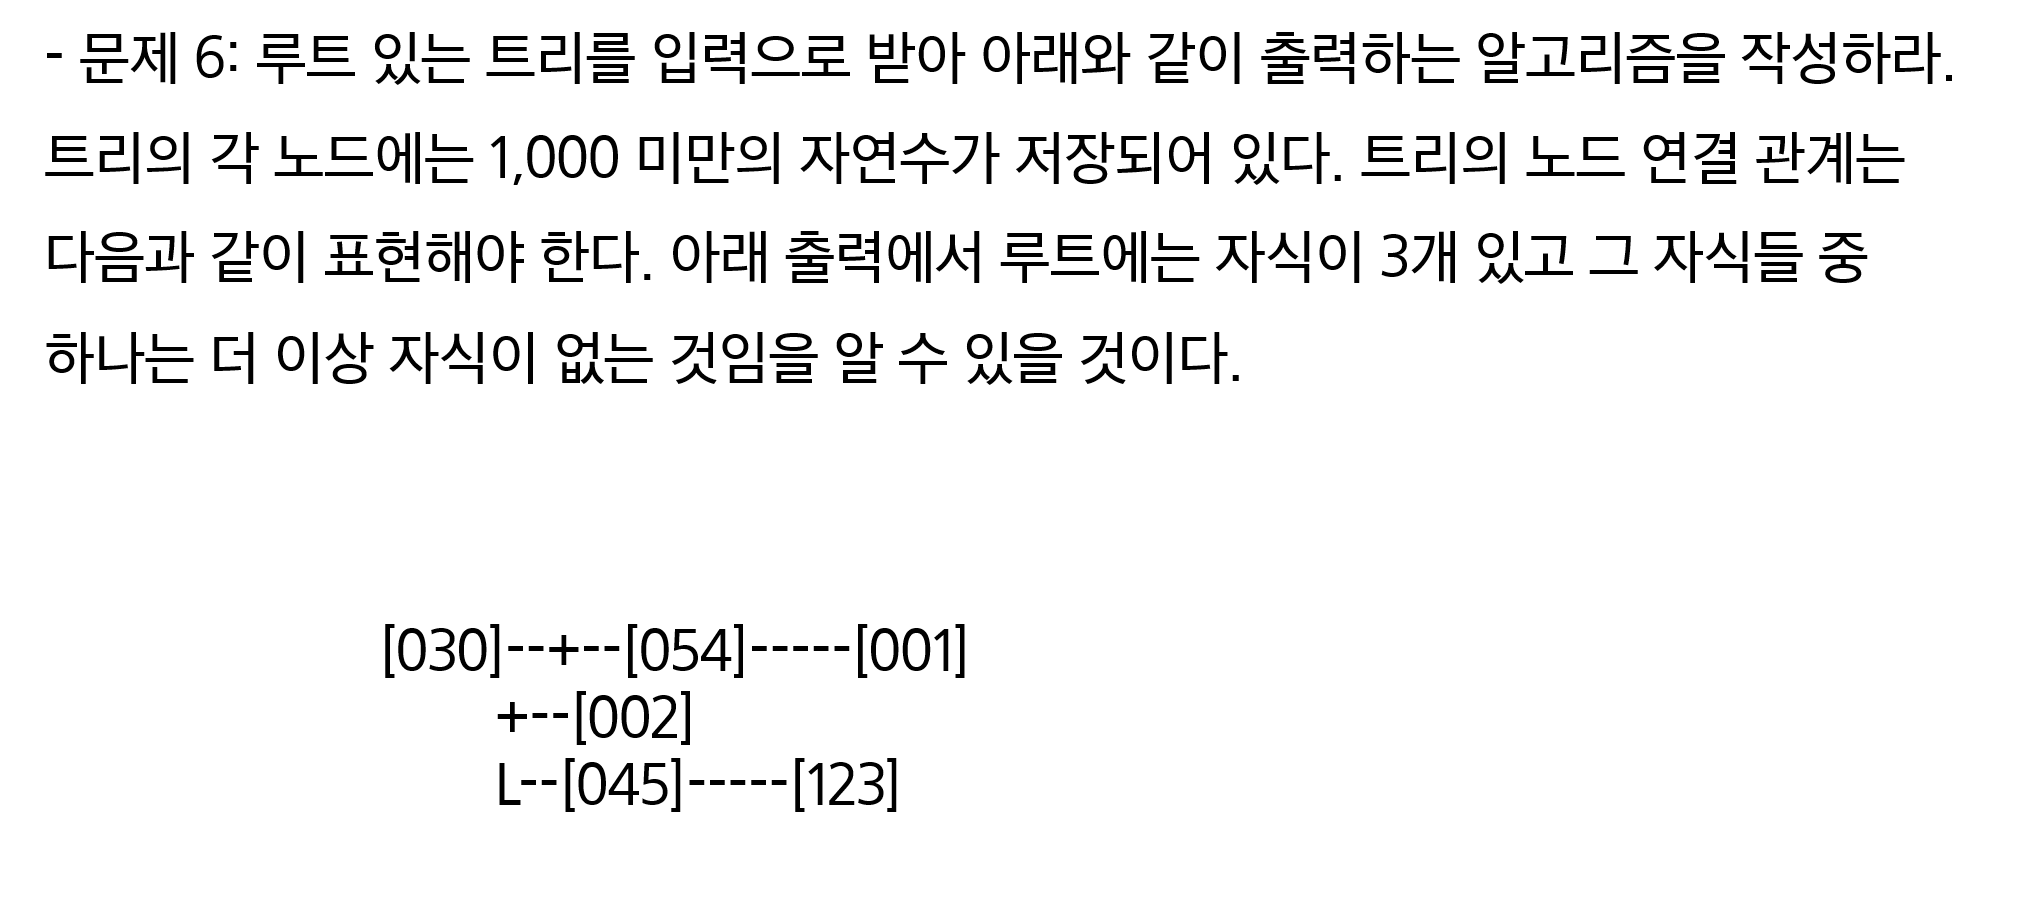 - 문제 6: 루트 있는 트리를 입력으로 받아 아래와 같이 출력하는 알고리즘을 작성하라.
트리의 각 노드에는 1,000 미만의 자연수가 저장되어 있다. 트리의 노드 연결 관계는
다음과 같이 표현해야 한다. 아래 출력에서 루트에는 자식이 3개 있고 그 자식들 중
하나는 더 이상 자식이 없는 것임을 알 수 있을 것이다.
[030]--+--[054]-----[001]
+--[002]
L--[045]-----[123]